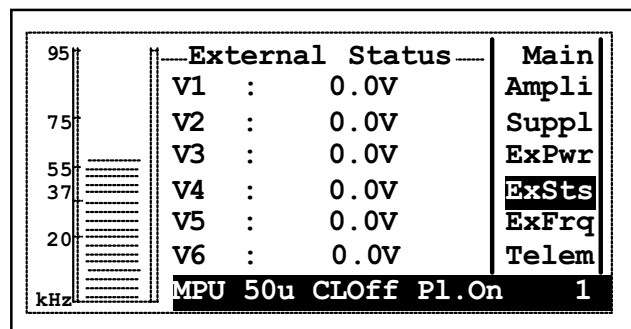 95
75
55
37
20
kHz
External Status
V1 : 0.0V
V2 : 0.0V
V3 : 0.0V
V4 : 0.0V
V5 : 0.0V
V6 : 0.0V
Main
Ampli
Suppl
ExPwr
ExSts
ExFrq
Telem
MPU 50u CLOff Pl.On 1